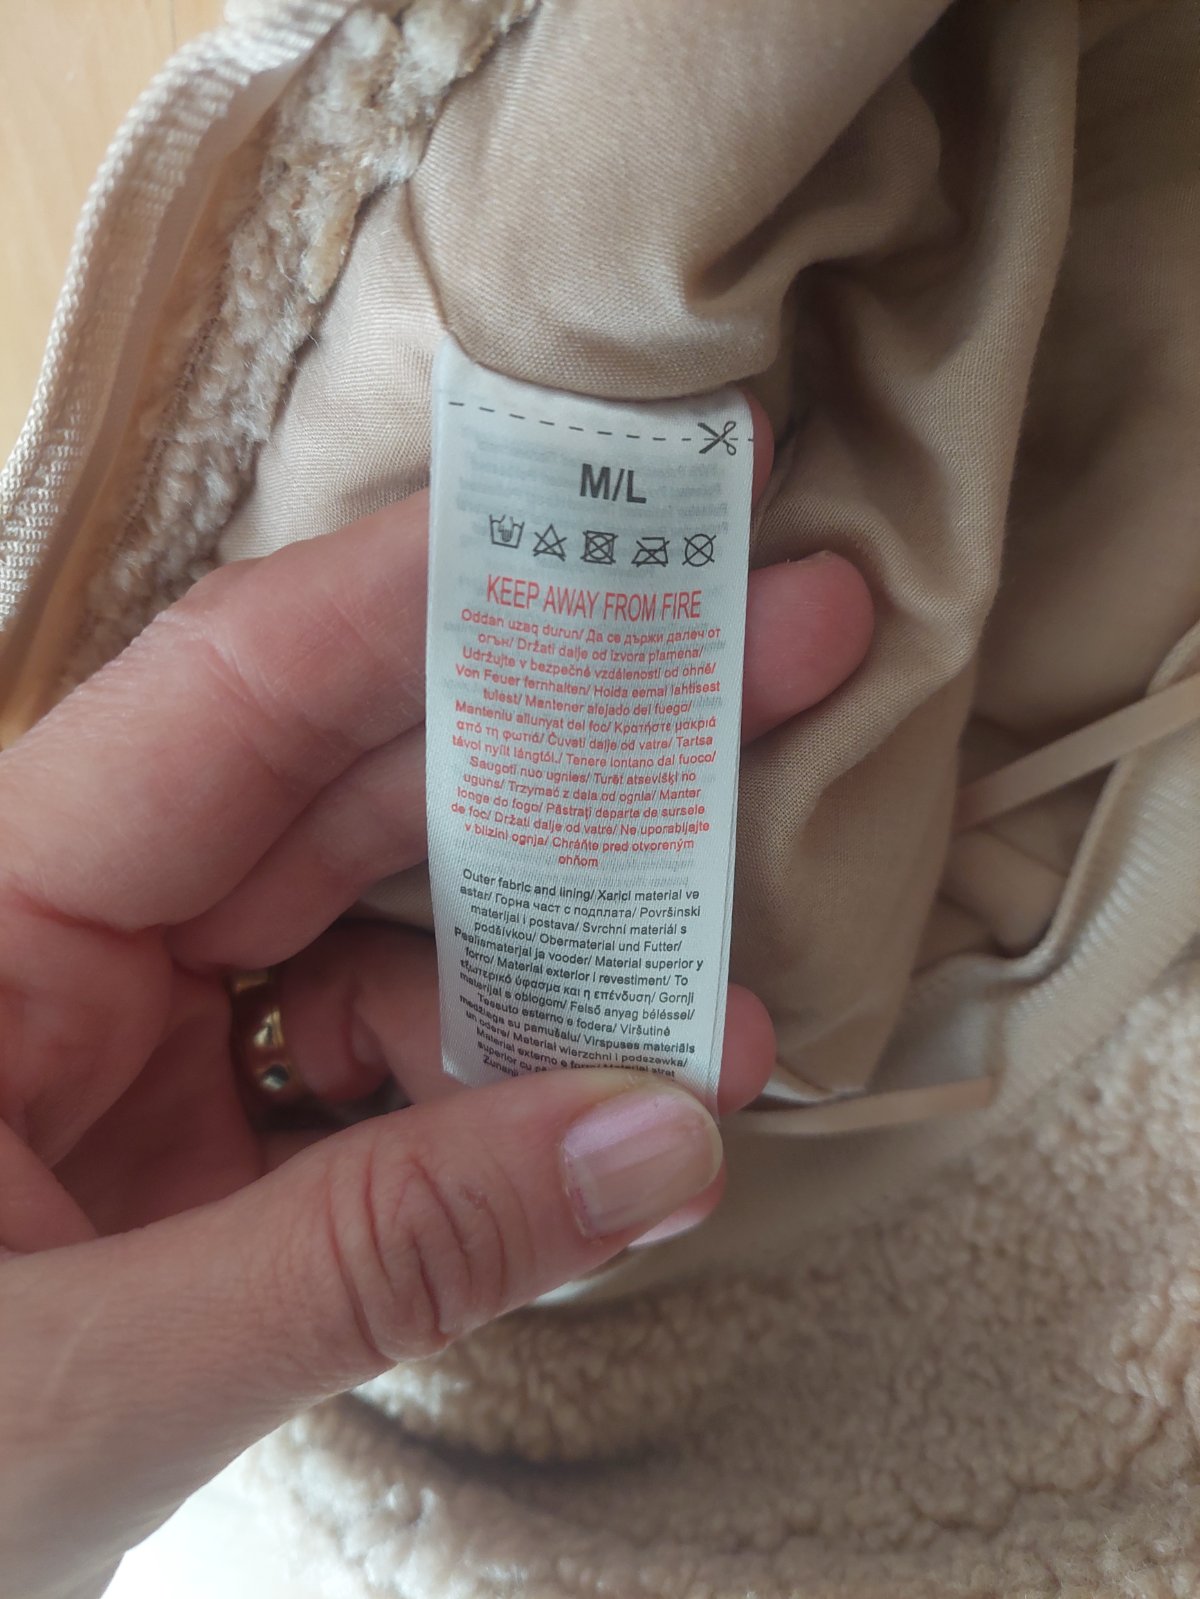 M/L
KEEP AWAY FROM FIRE
Oddan uzaq durun/ Да се държи далеч от
огън/ Držati dalje od izvora plamena/
Udržujte v bezpečné vzdálenosti od ohně/
Von Feuer fernhalten/ Hoida eemal lahtisest
tulest/ Mantener alejado del fuego/
Manteniu allunyat del foc/ Κρατήστε μακριά
από τη φωτιά/ Čuvati dalje od vatre/ Tartsa
távol nyílt lángtól./ Tenere lontano dal fuoco/
Saugoti nuo ugnies/ Turēt atsevišķi no
uguns/ Trzymać z dala od ognia/ Manter
longe do fogo/ Păstrați departe de sursele
de foc/ Držati dalje od vatre/ Ne uporabljajte
v bližini ognja/ Chráňte pred otvoreným
ohňom
Outer fabric and lining/ Xarici material və
astar/ Горна част с подплата/ Površinski
materijal i postava/ Svrchní materiál s
podšívkou/ Obermaterial und Futter/
Pealismaterjal ja vooder/ Material superior y
forro/ Material exterior i revestiment/ Το
εξωτερικό ύφασμα και η επένδυση/ Gornji
materijal s oblogom/ Felső anyag béléssel/
Tessuto esterno e fodera/ Viršutinė
medžiaga su pamušalu/ Virspuses materiāls
un odere/ Materiał wierzchni i podszewka/
Material externo e forro/ Material strat
superior cu
Zunanji